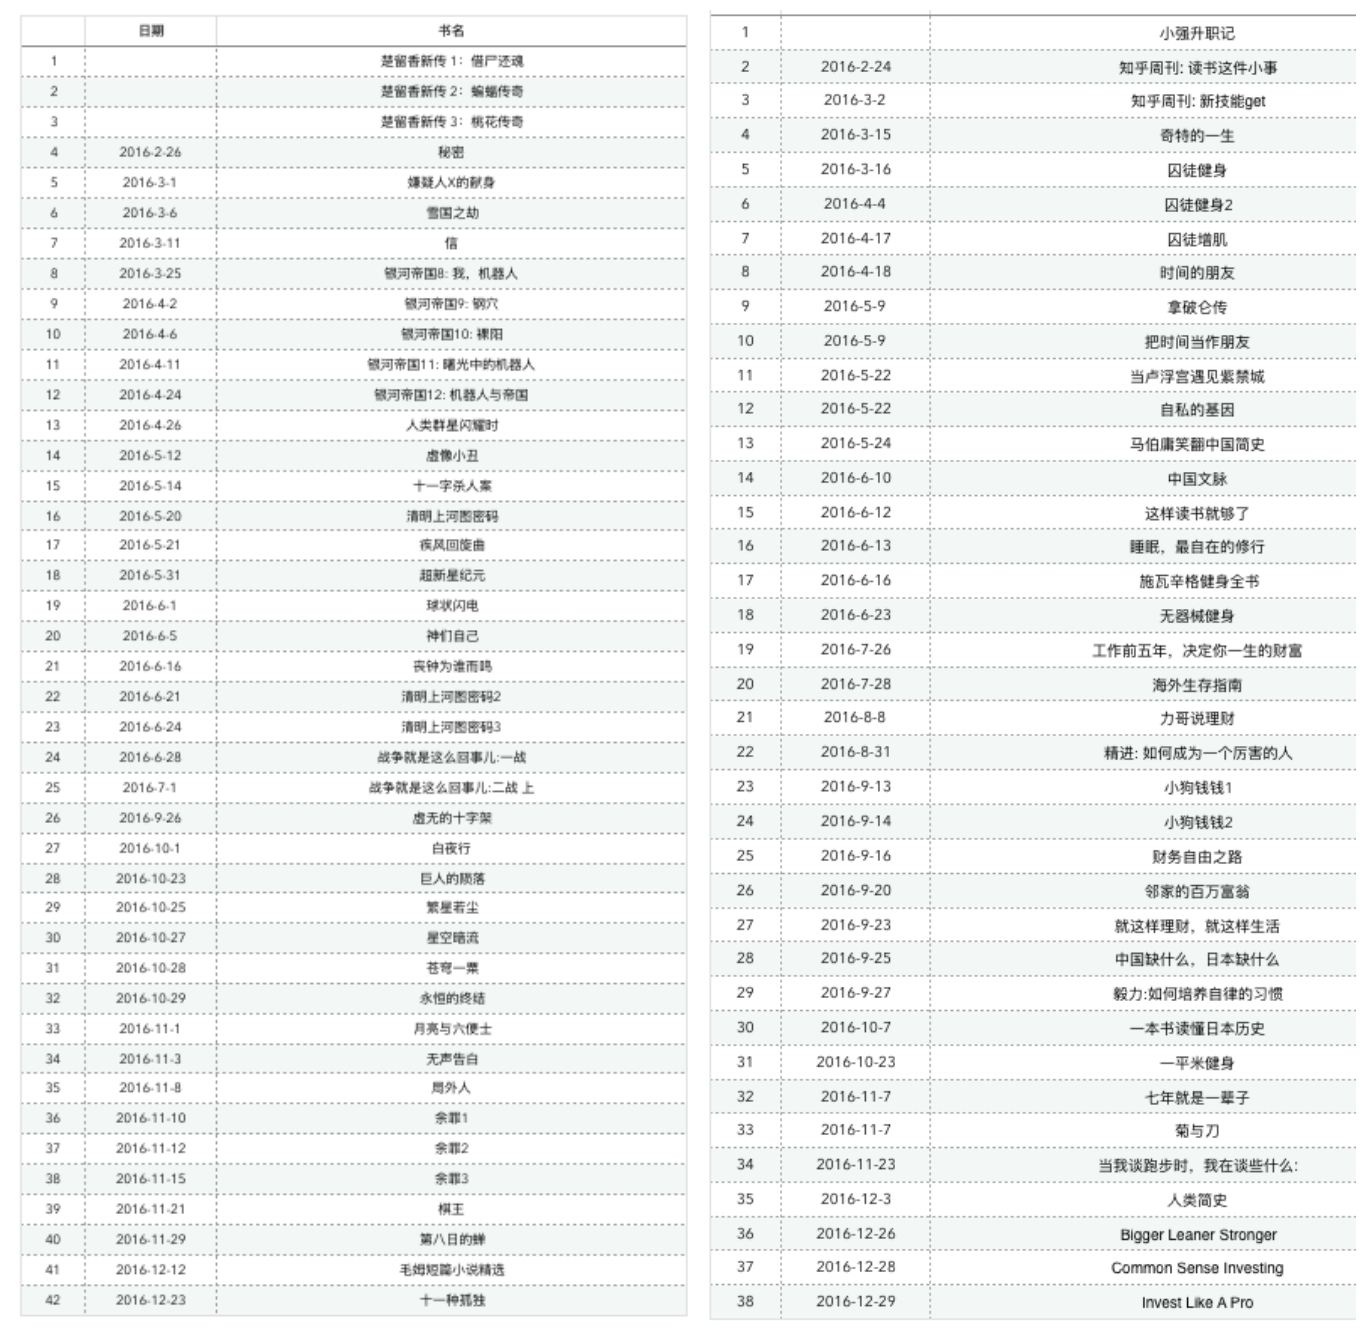 日期 书名
1 楚留香新传 1：借尸还魂
2 楚留香新传 2：蝙蝠传奇
3 楚留香新传 3：桃花传奇
4 2016-2-26 秘密
5 2016-3-1 嫌疑人X的献身
6 2016-3-6 雪国之劫
7 2016-3-11 信
8 2016-3-25 银河帝国8: 我，机器人
9 2016-4-2 银河帝国9: 钢穴
10 2016-4-6 银河帝国10: 裸阳
11 2016-4-11 银河帝国11: 曙光中的机器人
12 2016-4-24 银河帝国12: 机器人与帝国
13 2016-4-26 人类群星闪耀时
14 2016-5-12 虚像小丑
15 2016-5-14 十一字杀人案
16 2016-5-20 清明上河图密码
17 2016-5-21 疾风回旋曲
18 2016-5-31 超新星纪元
19 2016-6-1 球状闪电
20 2016-6-5 神们自己
21 2016-6-16 丧钟为谁而鸣
22 2016-6-21 清明上河图密码2
23 2016-6-24 清明上河图密码3
24 2016-6-28 战争就是这么回事儿:一战
25 2016-7-1 战争就是这么回事儿:二战 上
26 2016-9-26 虚无的十字架
27 2016-10-1 白夜行
28 2016-10-23 巨人的陨落
29 2016-10-25 繁星若尘
30 2016-10-27 星空暗流
31 2016-10-28 苍穹一粟
32 2016-10-29 永恒的终结
33 2016-11-1 月亮与六便士
34 2016-11-3 无声告白
35 2016-11-8 局外人
36 2016-11-10 余罪1
37 2016-11-12 余罪2
38 2016-11-15 余罪3
39 2016-11-21 棋王
40 2016-11-29 第八日的蝉
41 2016-12-12 毛姆短篇小说精选
42 2016-12-23 十一种孤独
1 小强升职记
2 2016-2-24 知乎周刊: 读书这件小事
3 2016-3-2 知乎周刊: 新技能get
4 2016-3-15 奇特的一生
5 2016-3-16 囚徒健身
6 2016-4-4 囚徒健身2
7 2016-4-17 囚徒增肌
8 2016-4-18 时间的朋友
9 2016-5-9 拿破仑传
10 2016-5-9 把时间当作朋友
11 2016-5-22 当卢浮宫遇见紫禁城
12 2016-5-22 自私的基因
13 2016-5-24 马伯庸笑翻中国简史
14 2016-6-10 中国文脉
15 2016-6-12 这样读书就够了
16 2016-6-13 睡眠，最自在的修行
17 2016-6-16 施瓦辛格健身全书
18 2016-6-23 无器械健身
19 2016-7-26 工作前五年，决定你一生的财富
20 2016-7-28 海外生存指南
21 2016-8-8 力哥说理财
22 2016-8-31 精进: 如何成为一个厉害的人
23 2016-9-13 小狗钱钱1
24 2016-9-14 小狗钱钱2
25 2016-9-16 财务自由之路
26 2016-9-20 邻家的百万富翁
27 2016-9-23 就这样理财，就这样生活
28 2016-9-25 中国缺什么，日本缺什么
29 2016-9-27 毅力:如何培养自律的习惯
30 2016-10-7 一本书读懂日本历史
31 2016-10-23 一平米健身
32 2016-11-7 七年就是一辈子
33 2016-11-7 菊与刀
34 2016-11-23 当我谈跑步时，我在谈些什么:
35 2016-12-3 人类简史
36 2016-12-26 Bigger Leaner Stronger
37 2016-12-28 Common Sense Investing
38 2016-12-29 Invest Like A Pro